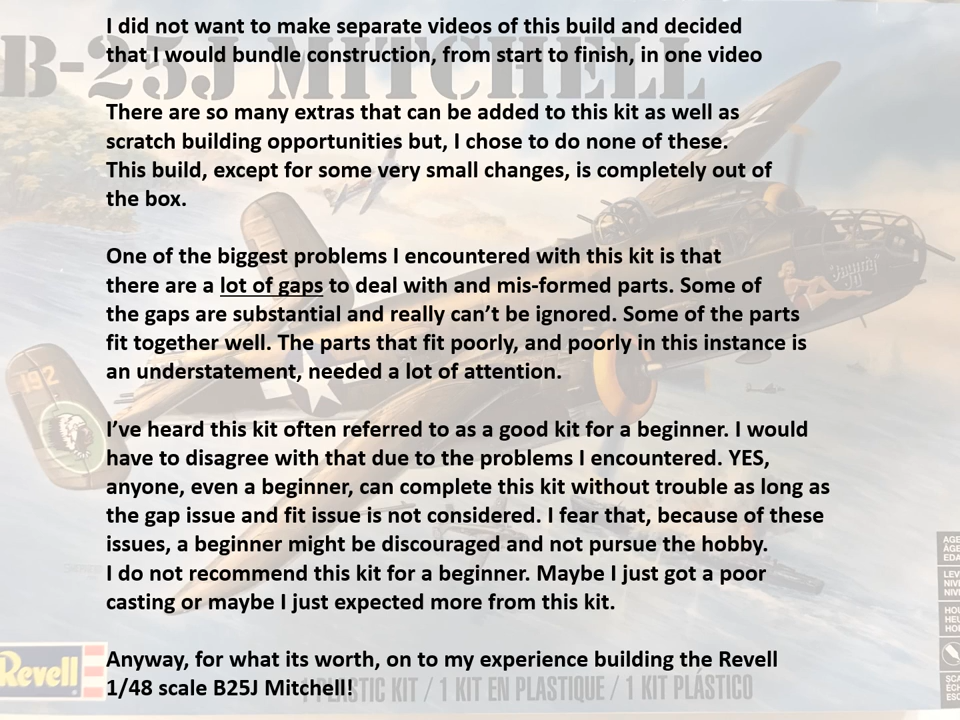 I did not want to make separate videos of this build and decided
that I would bundle construction, from start to finish, in one video
B-25J MITCHELL
There are so many extras that can be added to this kit as well as
scratch building opportunities but, I chose to do none of these.
This build, except for some very small changes, is completely out of
the box.
One of the biggest problems I encountered with this kit is that
there are a lot of gaps to deal with and mis-formed parts. Some of
the gaps are substantial and really can’t be ignored. Some of the parts
fit together well. The parts that fit poorly, and poorly in this instance is
an understatement, needed a lot of attention.
192
I’ve heard this kit often referred to as a good kit for a beginner. I would
have to disagree with that due to the problems I encountered. YES,
anyone, even a beginner, can complete this kit without trouble as long as
the gap issue and fit issue is not considered. I fear that, because of these
issues, a beginner might be discouraged and not pursue the hobby.
I do not recommend this kit for a beginner. Maybe I just got a poor
casting or maybe I just expected more from this kit.
Anyway, for what its worth, on to my experience building the Revell
1/48 scale B25J Mitchell!
Revell
1 PLASTIC KIT / 1 KIT EN PLASTIQUE / 1 KIT PLÁSTICO